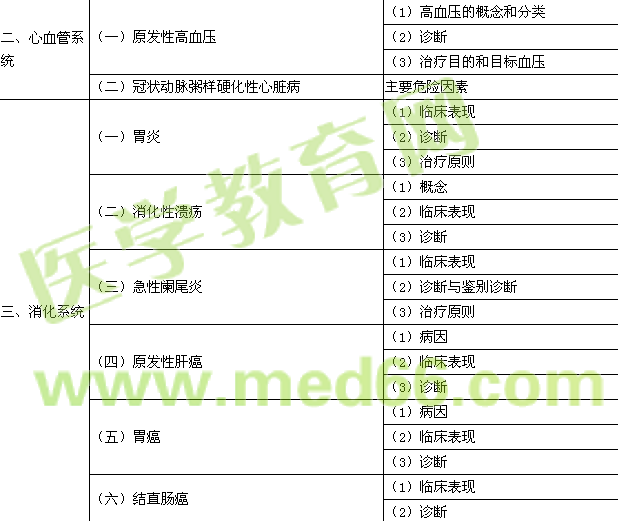 二、心血管系
统
（一）原发性高血压
（1）高血压的概念和分类
（2）诊断
（3）治疗目的和目标血压
（二）冠状动脉粥样硬化性心脏病
主要危险因素
三、消化系统
（一）胃炎
（1）临床表现
（2）诊断
（3）治疗原则
（二）消化性溃疡
（1）概念
（2）临床表现
（3）诊断
（三）急性阑尾炎
（1）临床表现
（2）诊断与鉴别诊断
（3）治疗原则
（四）原发性肝癌
（1）病因
（2）临床表现
（3）诊断
（五）胃癌
（1）病因
（2）临床表现
（3）诊断
（六）结直肠癌
（1）临床表现
（2）诊断
医学教育网
www.med66.com